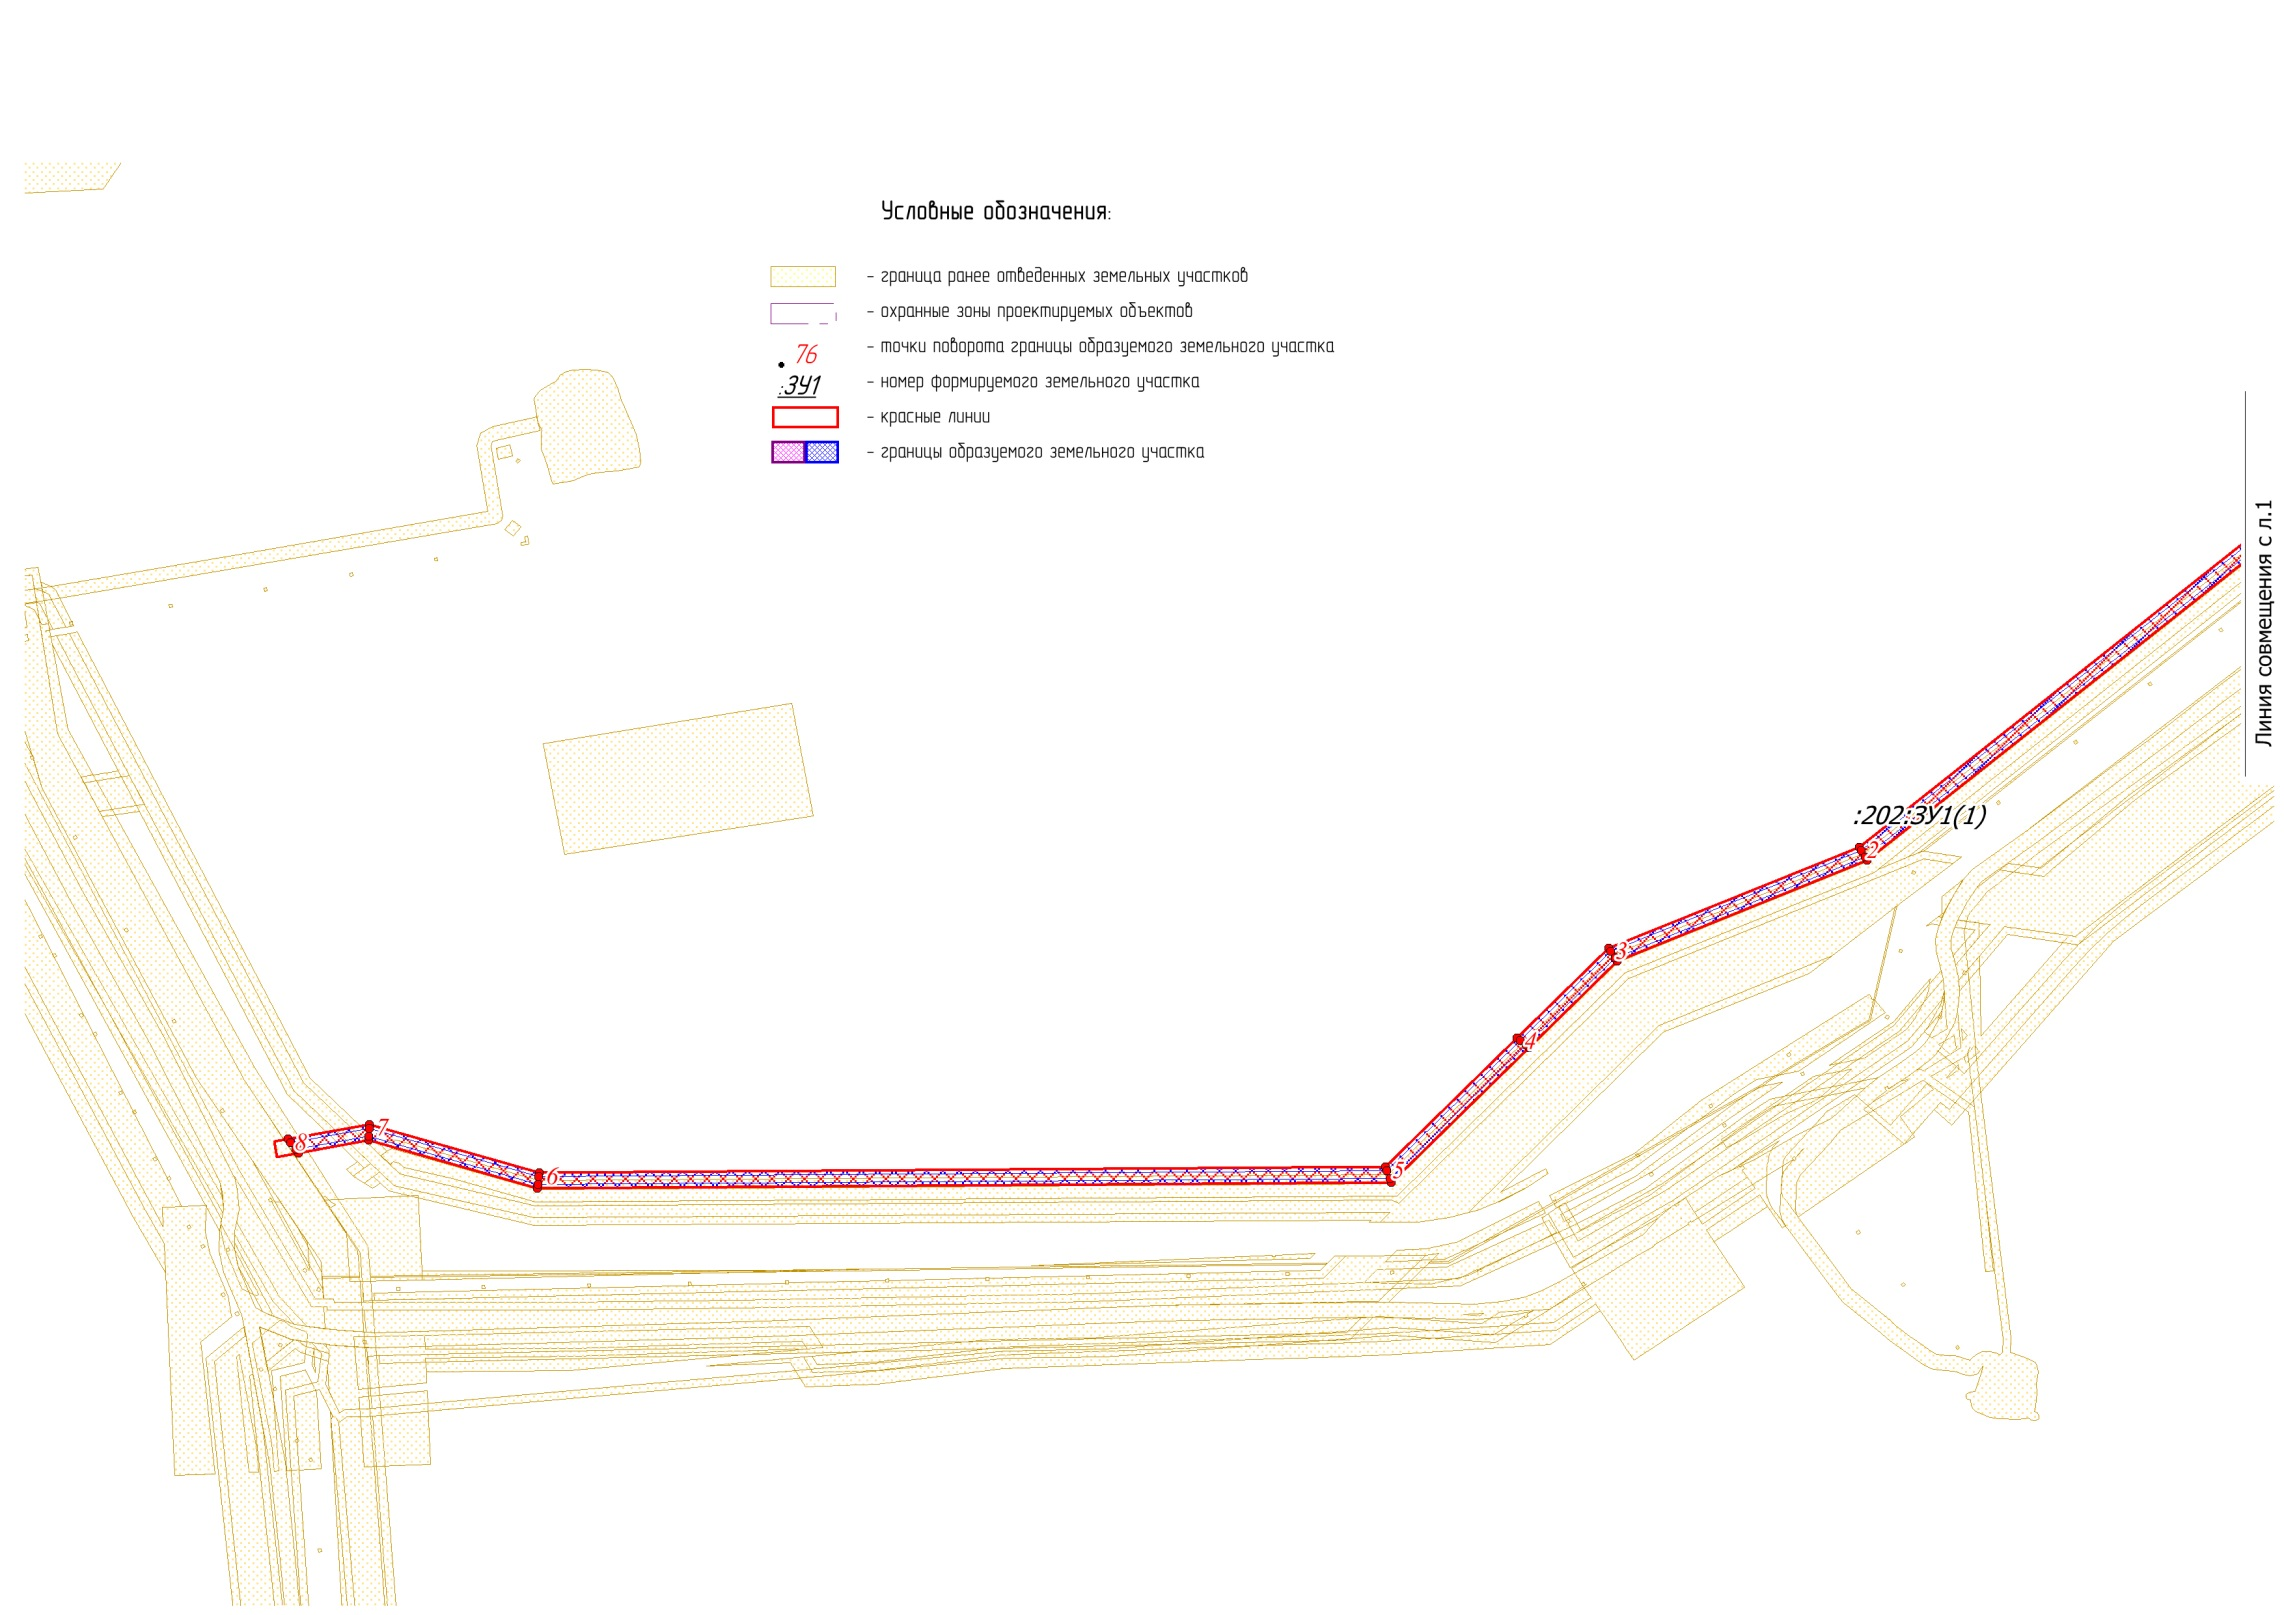 Условные обозначения:
- граница ранее отведенных земельных участков
- охранные зоны проектируемых объектов
76 - точки поворота границы образуемого земельного участка
:ЗУ1 - номер формируемого земельного участка
- красные линии
- границы образуемого земельного участка
Линия совмещения с л.1
:202:ЗУ1(1)
2
3
4
5
6
7
8